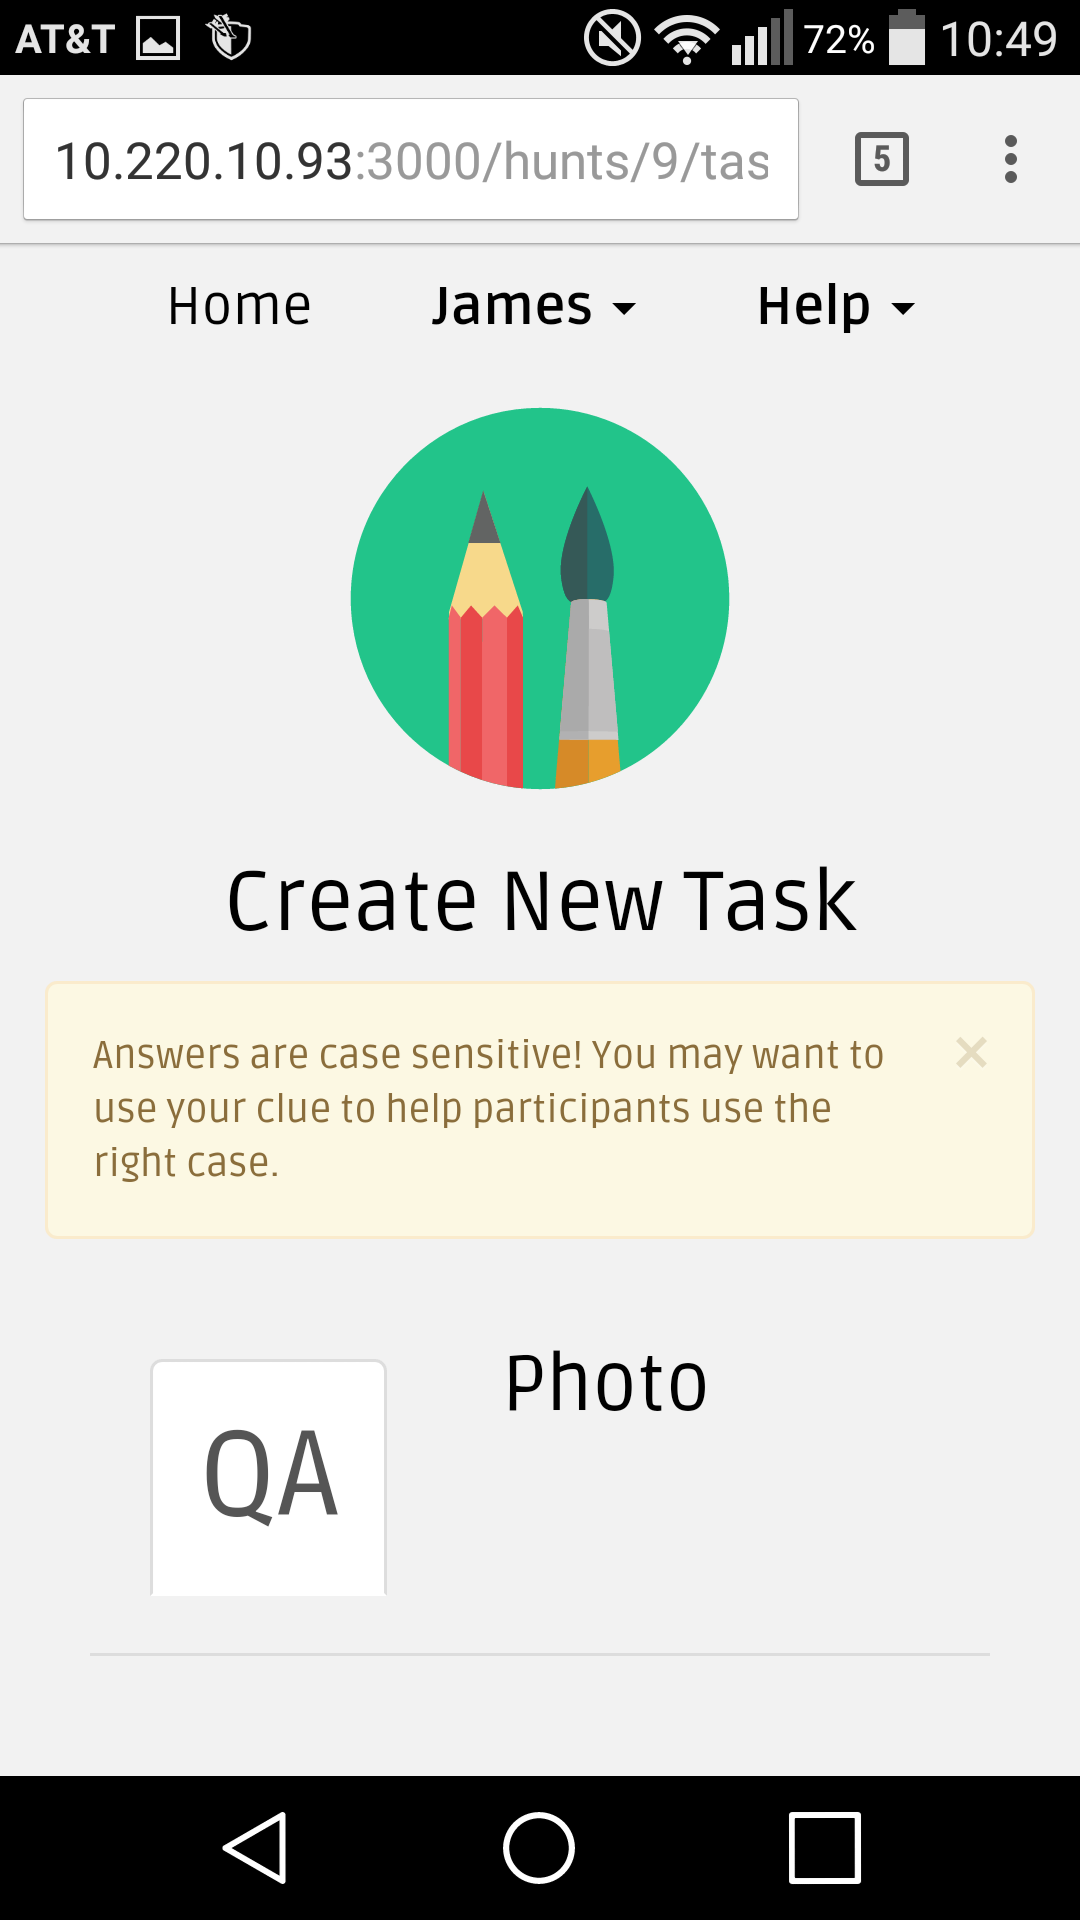 AT&T 72% 10:49
10.220.10.93:3000/hunts/9/tas 5
Home James Help
Create New Task
Answers are case sensitive! You may want to
use your clue to help participants use the
right case.
×
QA Photo